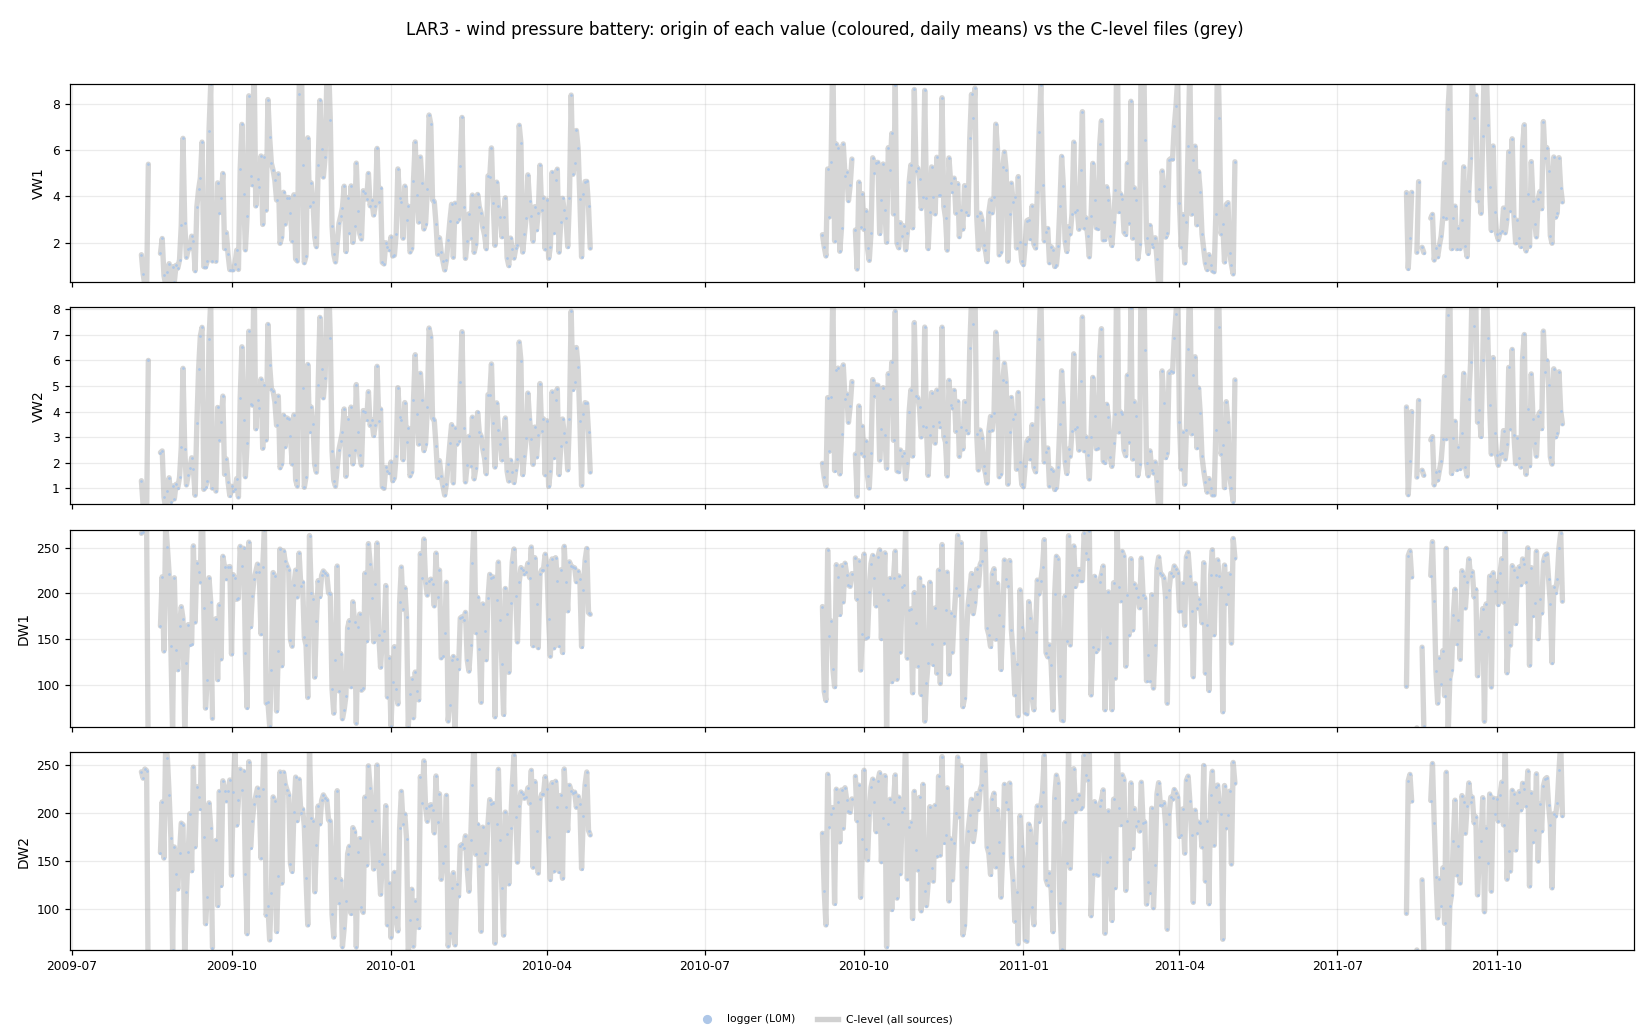 LAR3 - wind pressure battery: origin of each value (coloured, daily means) vs the C-level files (grey)
VW1
8
6
4
2
VW2
8
7
6
5
4
3
2
1
DW1
250
200
150
100
DW2
250
200
150
100
2009-07 2009-10 2010-01 2010-04 2010-07 2010-10 2011-01 2011-04 2011-07 2011-10
logger (L0M) C-level (all sources)